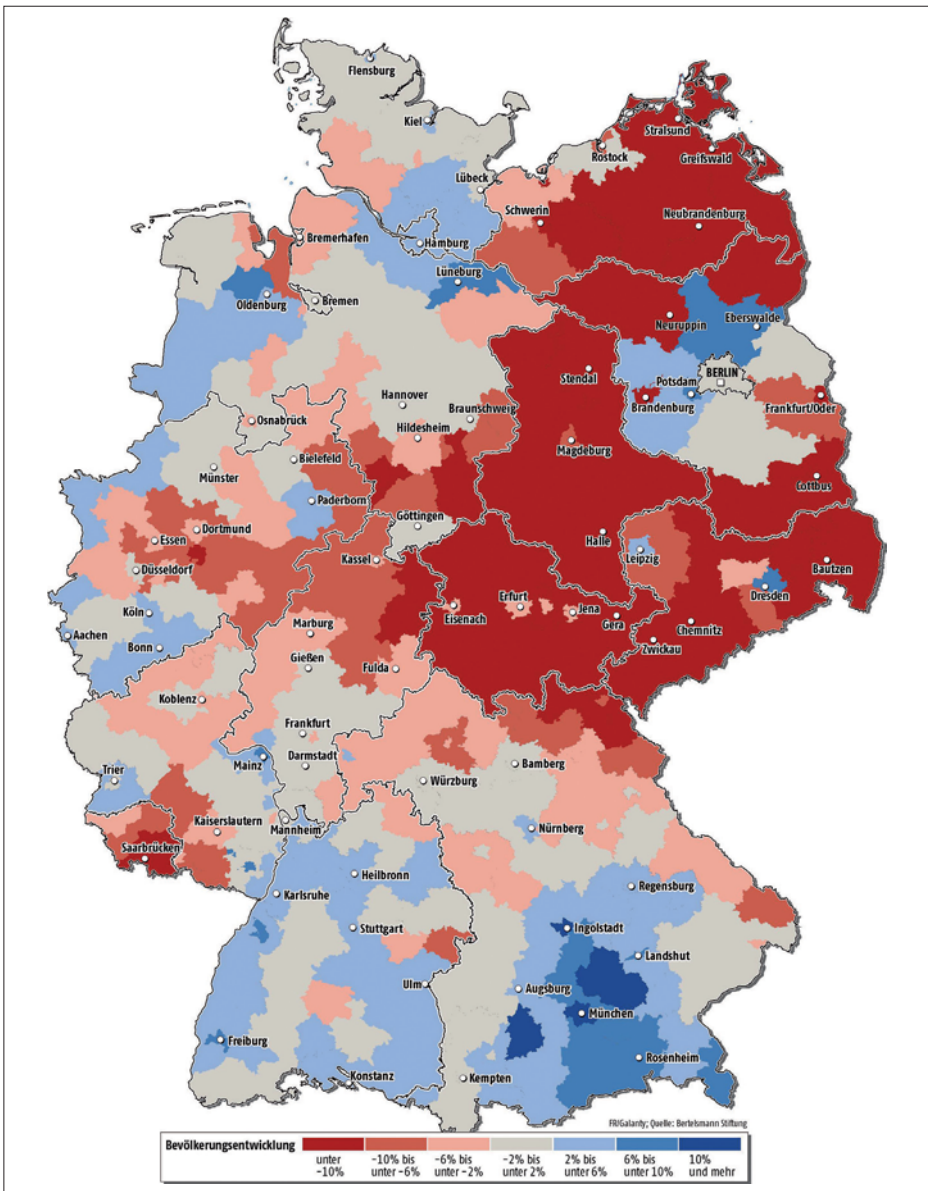 Flensburg
Kiel
Stralsund
Rostock
Greifswald
Lübeck
Schwerin
Neubrandenburg
Bremerhafen
Hamburg
Lüneburg
Oldenburg
Bremen
Neuruppin
Eberswalde
Stendal
Potsdam
BERLIN
Hannover
Brandenburg
Frankfurt/Oder
Braunschweig
Osnabrück
Hildesheim
Magdeburg
Bielefeld
Münster
Cottbus
Paderborn
Göttingen
Dortmund
Halle
Essen
Leipzig
Kassel
Bautzen
Düsseldorf
Dresden
Erfurt
Jena
Köln
Eisenach
Gera
Chemnitz
Aachen
Marburg
Zwickau
Bonn
Gießen
Fulda
Koblenz
Frankfurt
Mainz
Darmstadt
Bamberg
Trier
Würzburg
Kaiserslautern
Mannheim
Nürnberg
Saarbrücken
Heilbronn
Regensburg
Karlsruhe
Stuttgart
Ingolstadt
Landshut
Ulm
Augsburg
München
Freiburg
Rosenheim
Konstanz
Kempten
FR/Galanty; Quelle: Bertelsmann Stiftung
Bevölkerungsentwicklung
unter
-10%
-10% bis
unter -6%
-6% bis
unter -2%
-2% bis
unter 2%
2% bis
unter 6%
6% bis
unter 10%
10%
und mehr